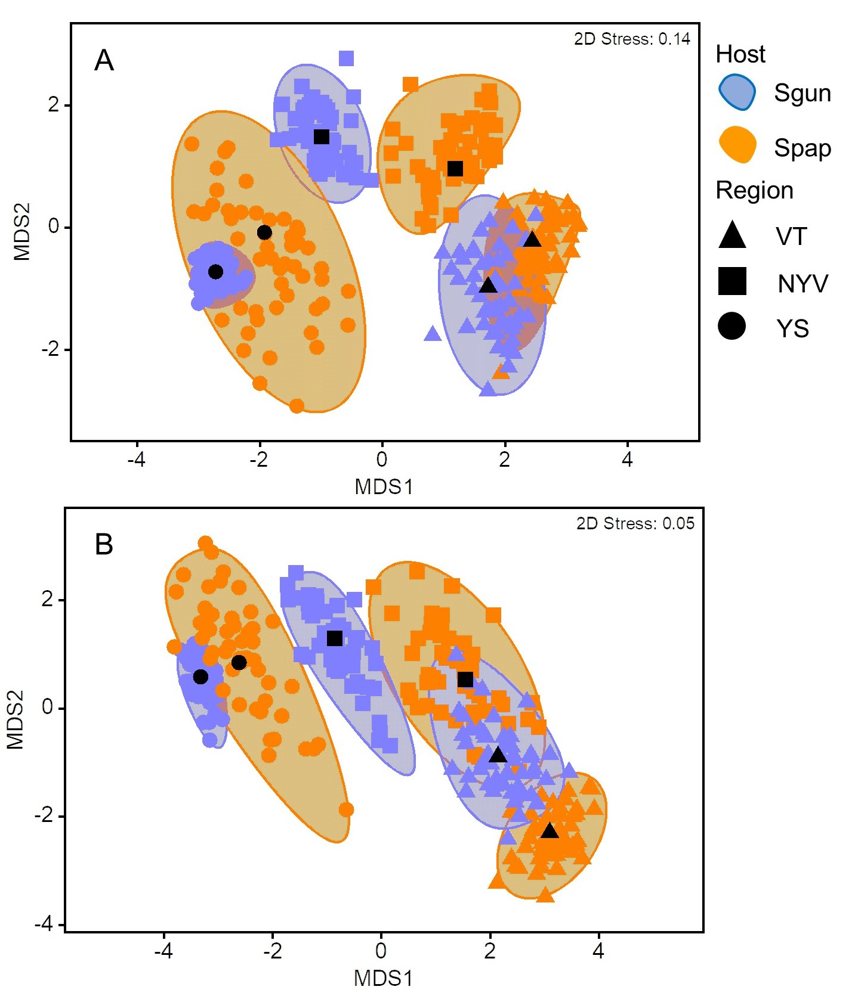 2D Stress: 0.14
A
2
0
-2
MDS2
-4
-2
0
2
4
MDS1
Host
Sgun
Spap
Region
VT
NYV
YS
2D Stress: 0.05
B
2
0
-2
-4
MDS2
-4
-2
0
2
4
MDS1